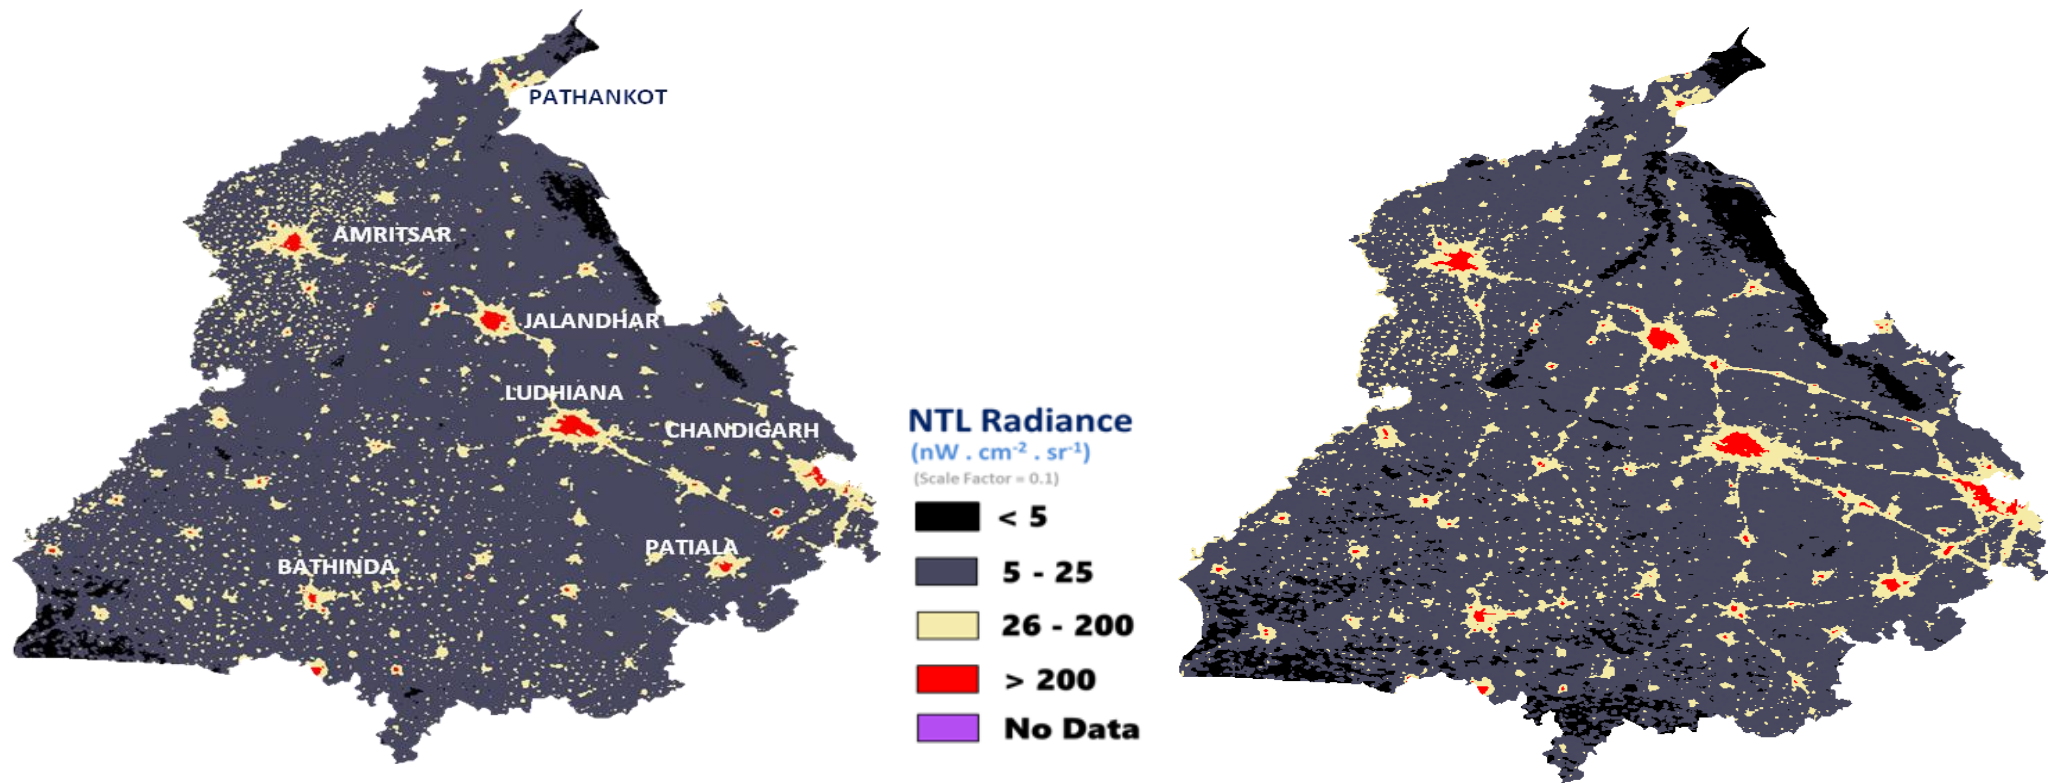 PATHANKOT
AMRITSAR
JALANDHAR
LUDHIANA
CHANDIGARH
PATIALA
BATHINDA
NTL Radiance
(nW . cm⁻² . sr⁻¹)
(Scale Factor = 0.1)
< 5
5 - 25
26 - 200
> 200
No Data